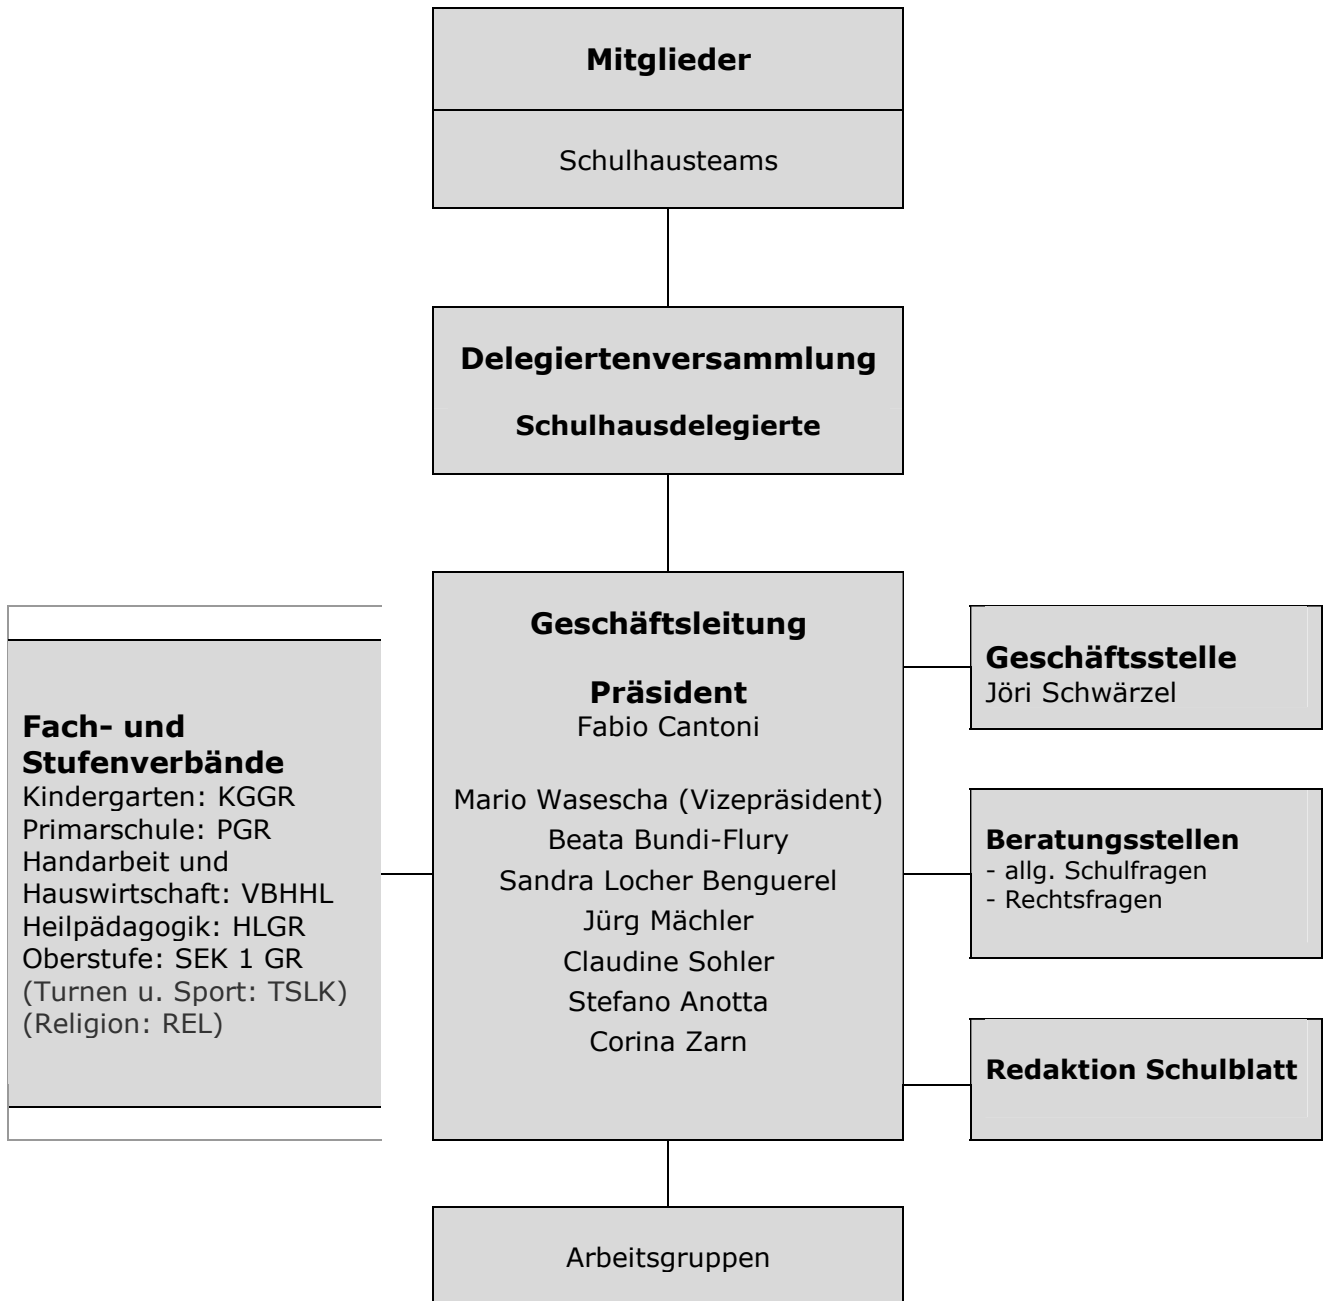 Mitglieder
Schulhausteams
Delegiertenversammlung
Schulhausdelegierte
Fach- und
Stufenverbände
Kindergarten: KGGR
Primarschule: PGR
Handarbeit und
Hauswirtschaft: VBHHL
Heilpädagogik: HLGR
Oberstufe: SEK 1 GR
(Turnen u. Sport: TSLK)
(Religion: REL)
Geschäftsleitung
Präsident
Fabio Cantoni
Mario Wasescha (Vizepräsident)
Beata Bundi-Flury
Sandra Locher Benguerel
Jürg Mächler
Claudine Sohler
Stefano Anotta
Corina Zarn
Geschäftsstelle
Jöri Schwärzel
Beratungsstellen
- allg. Schulfragen
- Rechtsfragen
Redaktion Schulblatt
Arbeitsgruppen